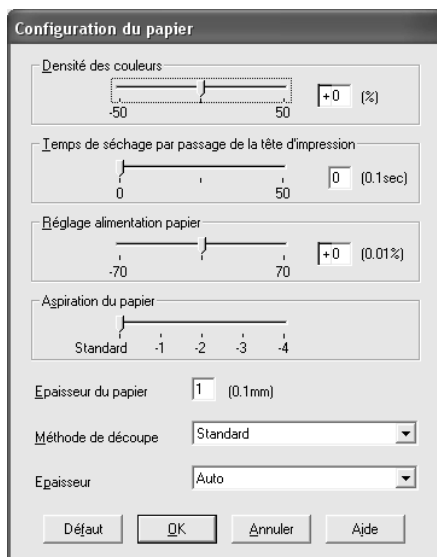 Configuration du papier
Densité des couleurs
+0 (%)
-50 50
Temps de séchage par passage de la tête d'impression
0 (0.1sec)
0 50
Réglage alimentation papier
+0 (0.01%)
-70 70
Aspiration du papier
Standard -1 -2 -3 -4
Epaisseur du papier 1 (0.1mm)
Méthode de découpe Standard
Epaisseur Auto
Défaut OK Annuler Aide